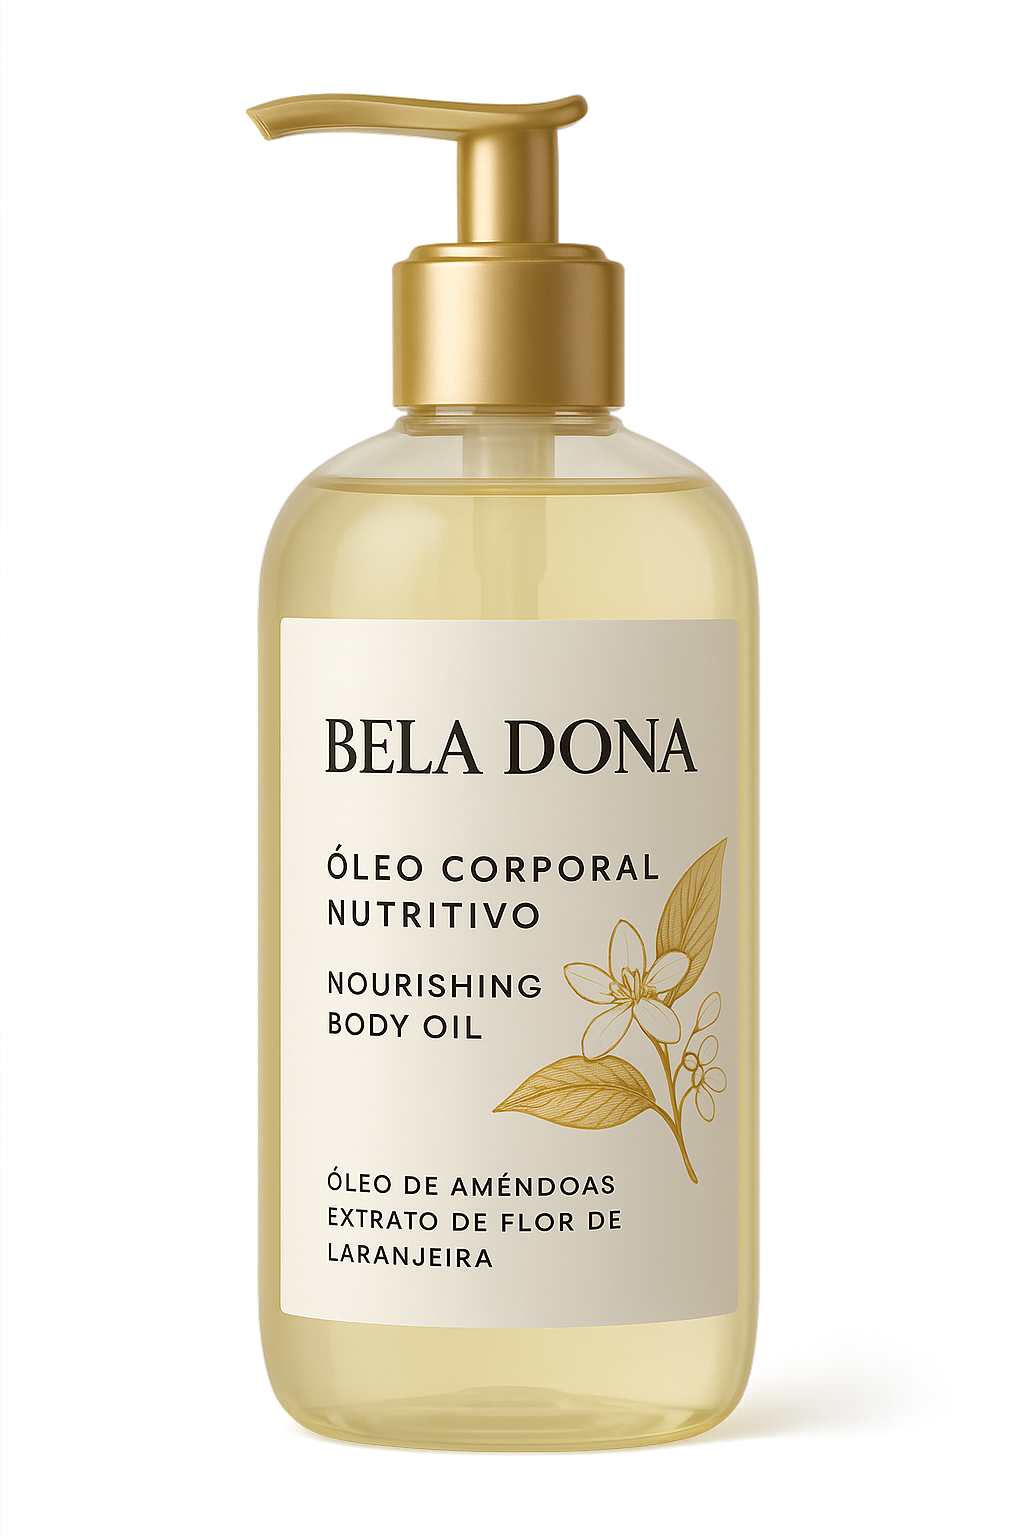 BELA DONA
ÓLEO CORPORAL
NUTRITIVO
NOURISHING
BODY OIL
ÓLEO DE AMÉNDOAS
EXTRATO DE FLOR DE
LARANJEIRA